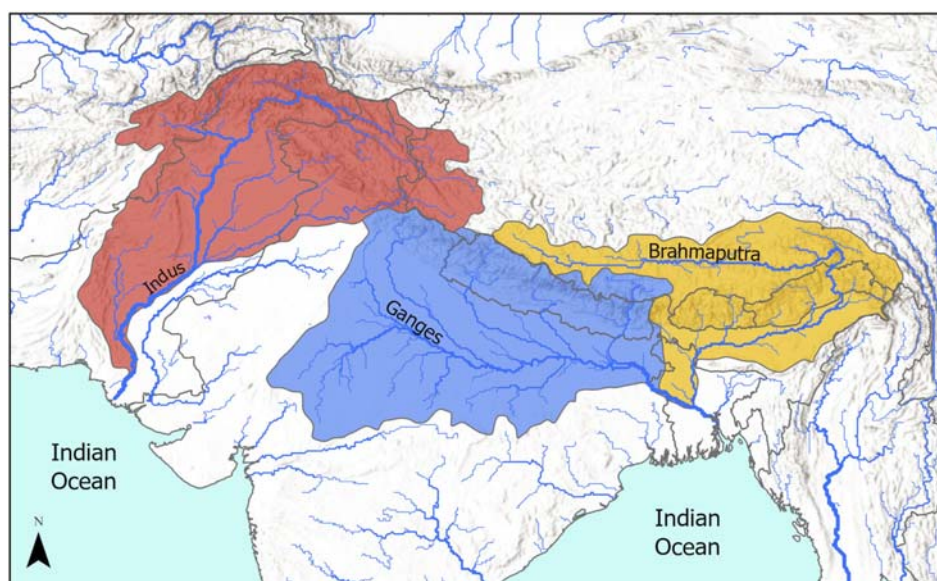 Indus
Ganges
Brahmaputra
Indian
Ocean
Indian
Ocean
N